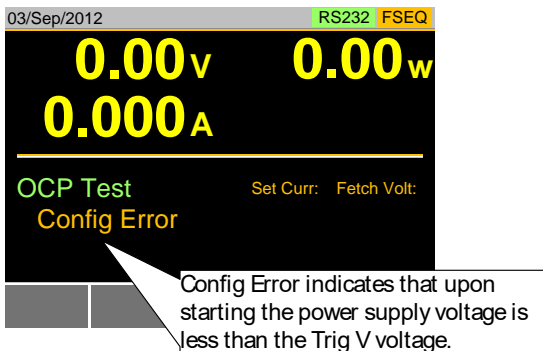 03/Sep/2012 RS232 FSEQ
0.00V 0.00W
0.000A
OCP Test Set Curr: Fetch Volt:
Config Error
Config Error indicates that upon
starting the power supply voltage is
less than the Trig V voltage.